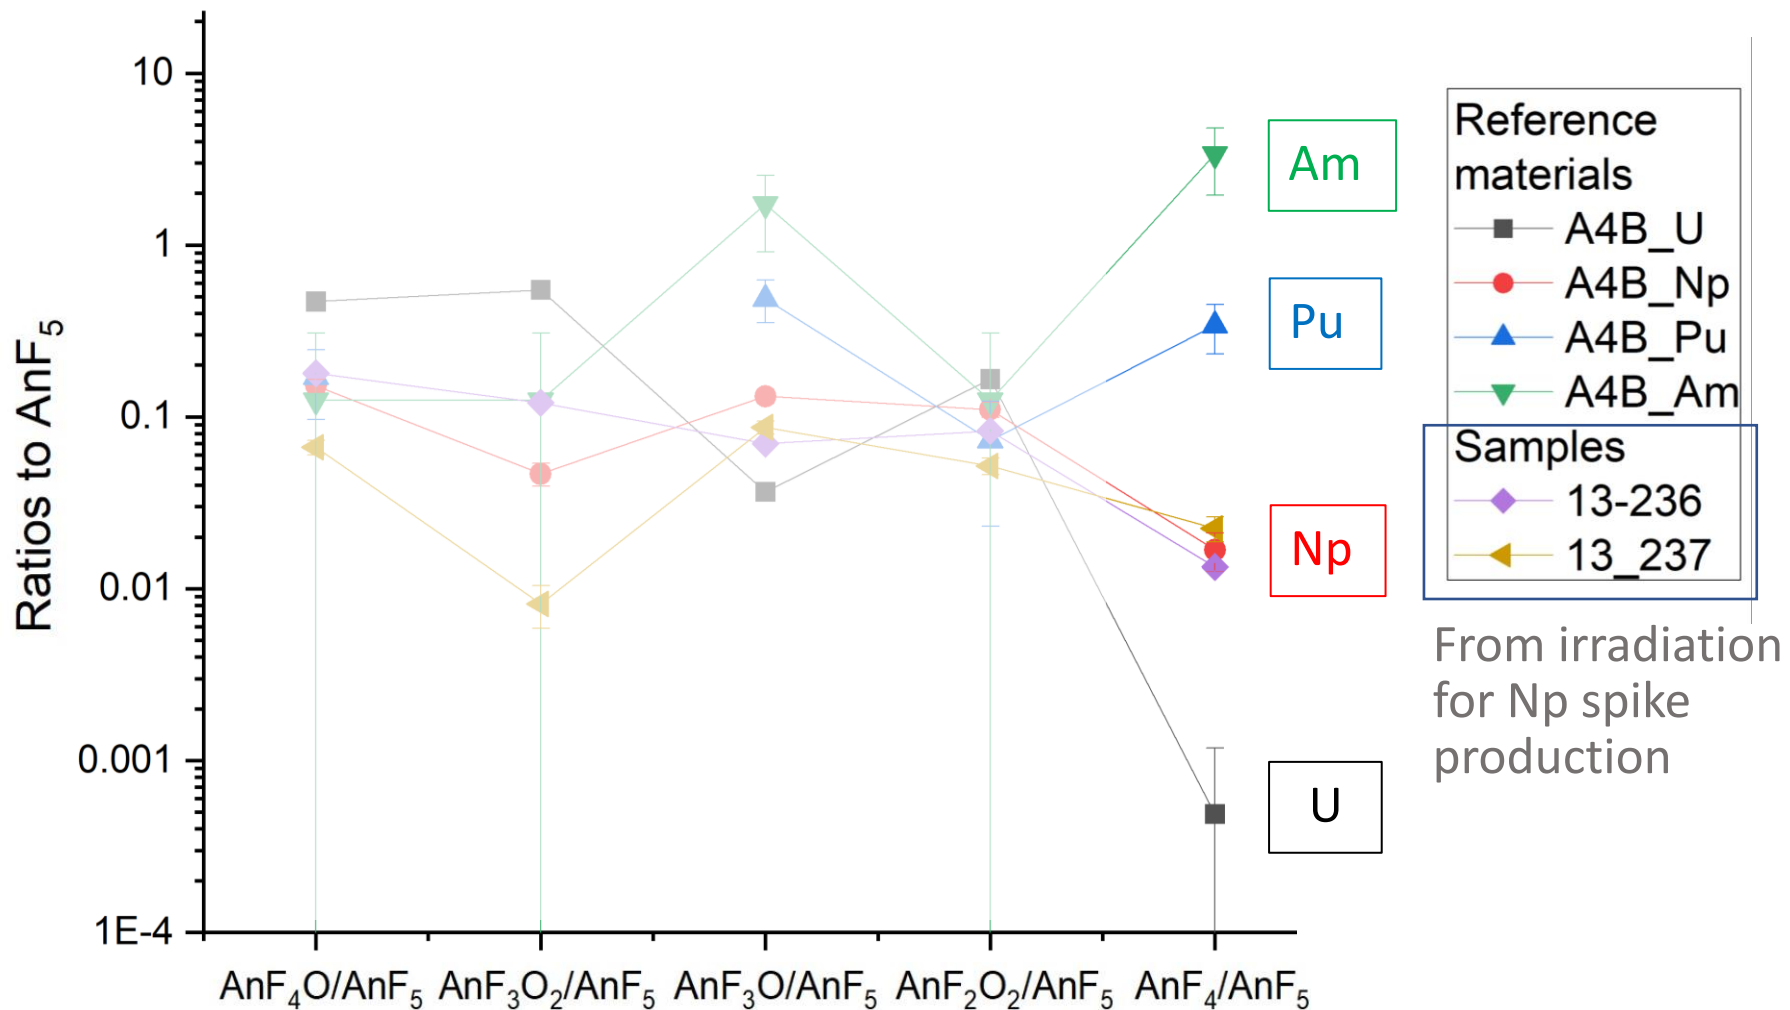 Ratios to AnF₅
10
1
0.1
0.01
0.001
1E-4
AnF₄O/AnF₅
AnF₃O₂/AnF₅
AnF₃O/AnF₅
AnF₂O₂/AnF₅
AnF₄/AnF₅
Am
Pu
Np
U
Reference
materials
A4B_U
A4B_Np
A4B_Pu
A4B_Am
Samples
13-236
13_237
From irradiation
for Np spike
production